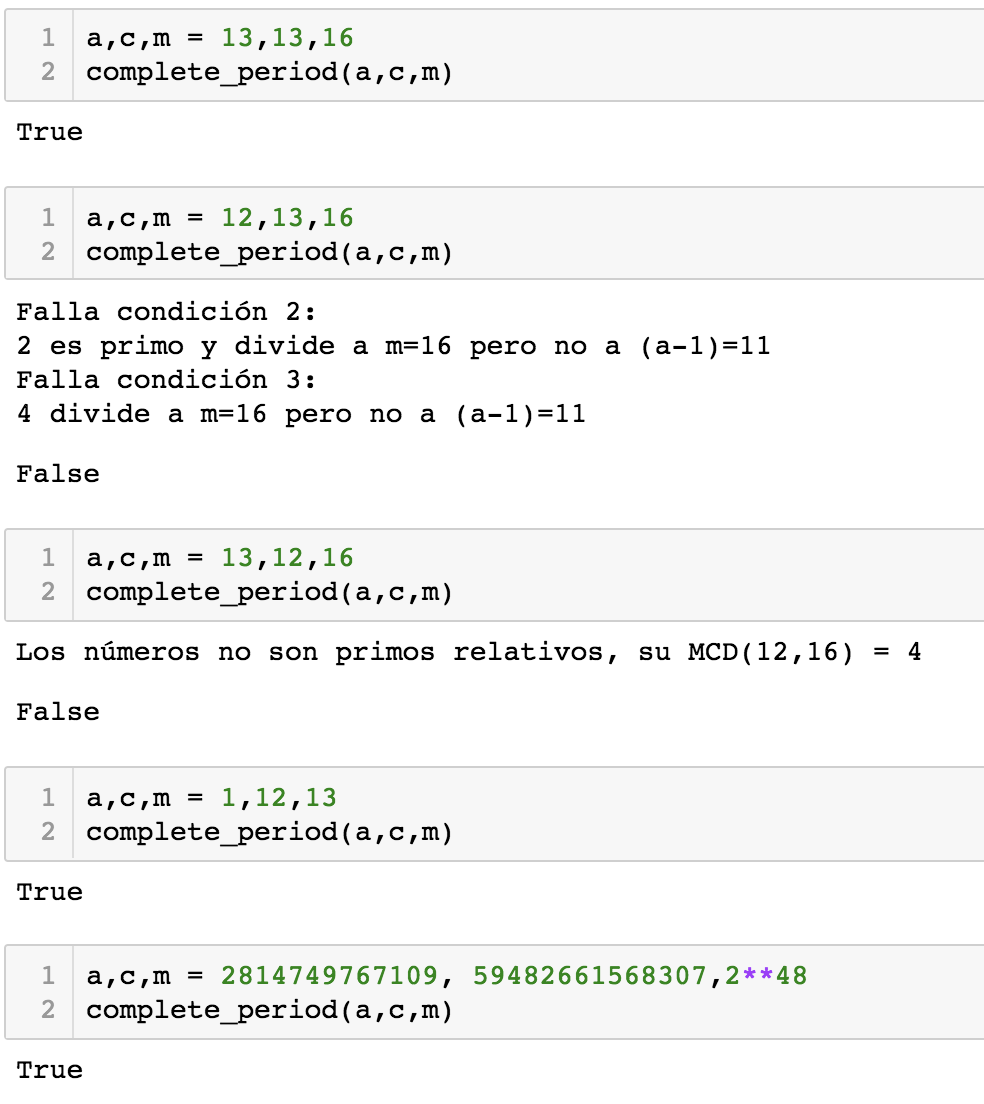 1 a,c,m = 13,13,16
2 complete_period(a,c,m)
True
1 a,c,m = 12,13,16
2 complete_period(a,c,m)
Falla condición 2:
2 es primo y divide a m=16 pero no a (a-1)=11
Falla condición 3:
4 divide a m=16 pero no a (a-1)=11
False
1 a,c,m = 13,12,16
2 complete_period(a,c,m)
Los números no son primos relativos, su MCD(12,16) = 4
False
1 a,c,m = 1,12,13
2 complete_period(a,c,m)
True
1 a,c,m = 2814749767109, 59482661568307,2**48
2 complete_period(a,c,m)
True